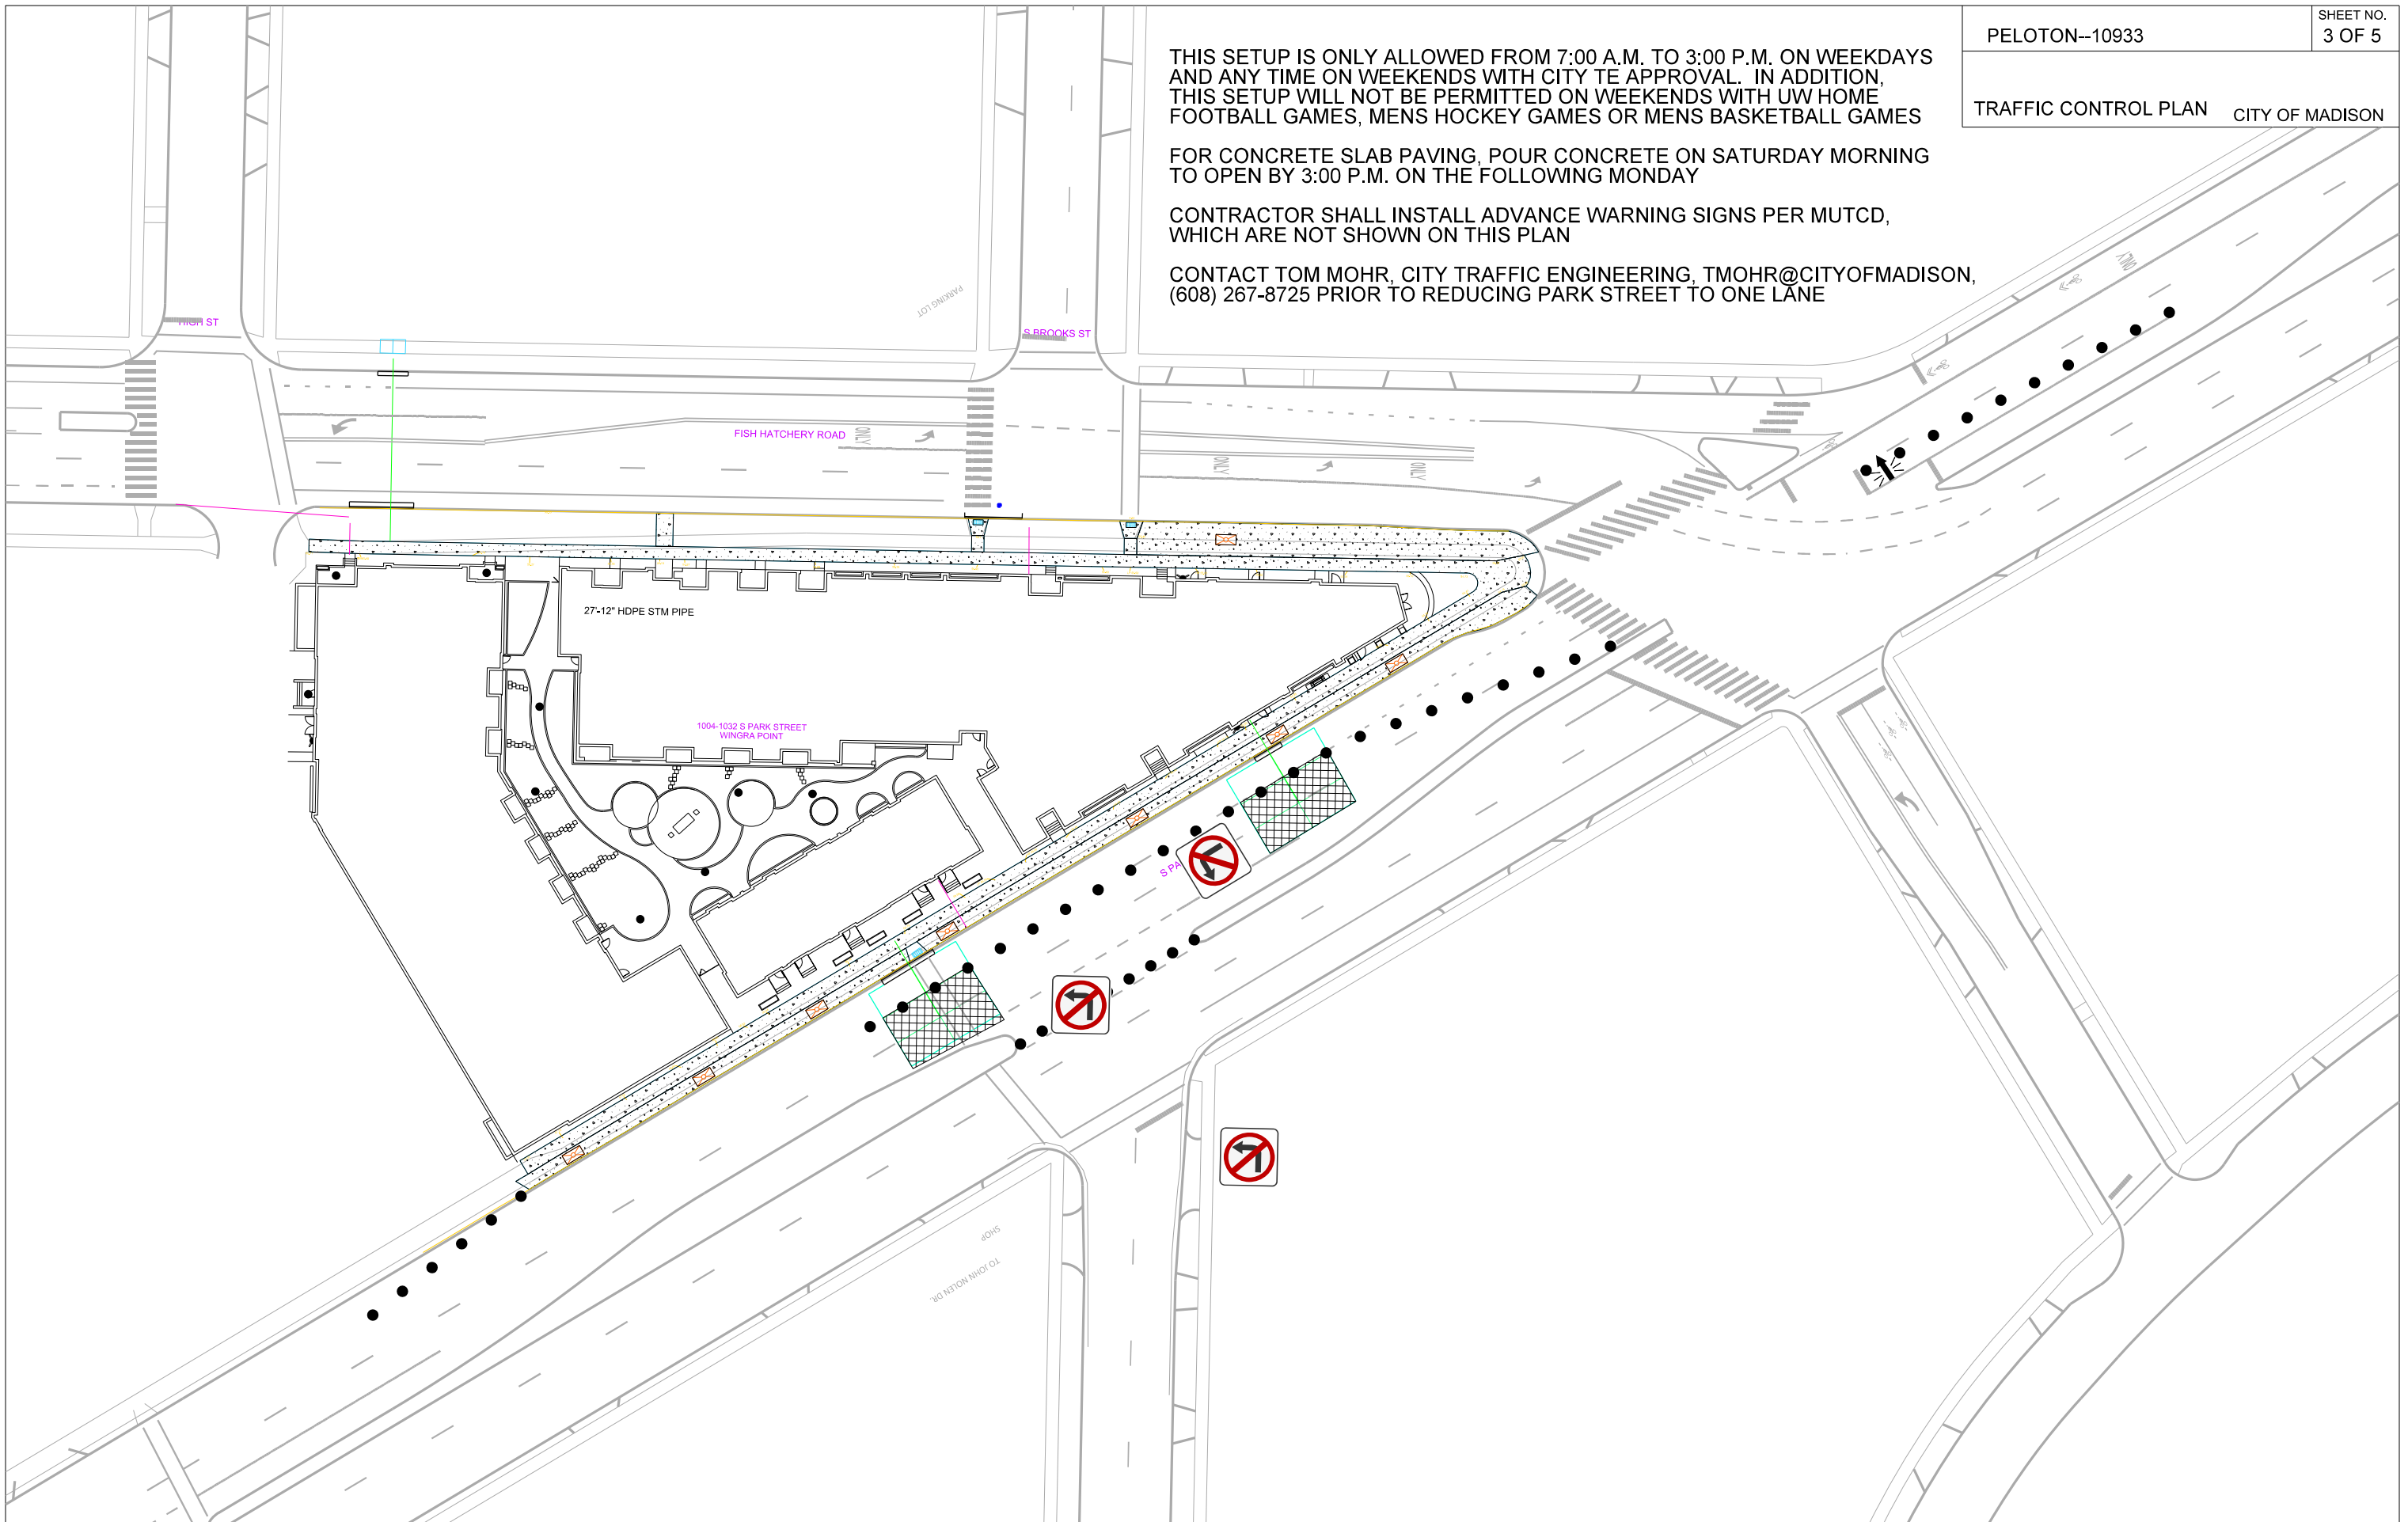 PELOTON--10933
SHEET NO.
3 OF 5
TRAFFIC CONTROL PLAN
CITY OF MADISON
THIS SETUP IS ONLY ALLOWED FROM 7:00 A.M. TO 3:00 P.M. ON WEEKDAYS
AND ANY TIME ON WEEKENDS WITH CITY TE APPROVAL. IN ADDITION,
THIS SETUP WILL NOT BE PERMITTED ON WEEKENDS WITH UW HOME
FOOTBALL GAMES, MENS HOCKEY GAMES OR MENS BASKETBALL GAMES
FOR CONCRETE SLAB PAVING, POUR CONCRETE ON SATURDAY MORNING
TO OPEN BY 3:00 P.M. ON THE FOLLOWING MONDAY
CONTRACTOR SHALL INSTALL ADVANCE WARNING SIGNS PER MUTCD,
WHICH ARE NOT SHOWN ON THIS PLAN
CONTACT TOM MOHR, CITY TRAFFIC ENGINEERING, TMOHR@CITYOFMADISON,
(608) 267-8725 PRIOR TO REDUCING PARK STREET TO ONE LANE
ONLY
PARKING LOT
HIGH ST
S BROOKS ST
FISH HATCHERY ROAD
ONLY
ONLY
ONLY
27'-12" HDPE STM PIPE
1004-1032 S PARK STREET
WINGRA POINT
S PA
SHOP
TO JOHN NOLEN DR.